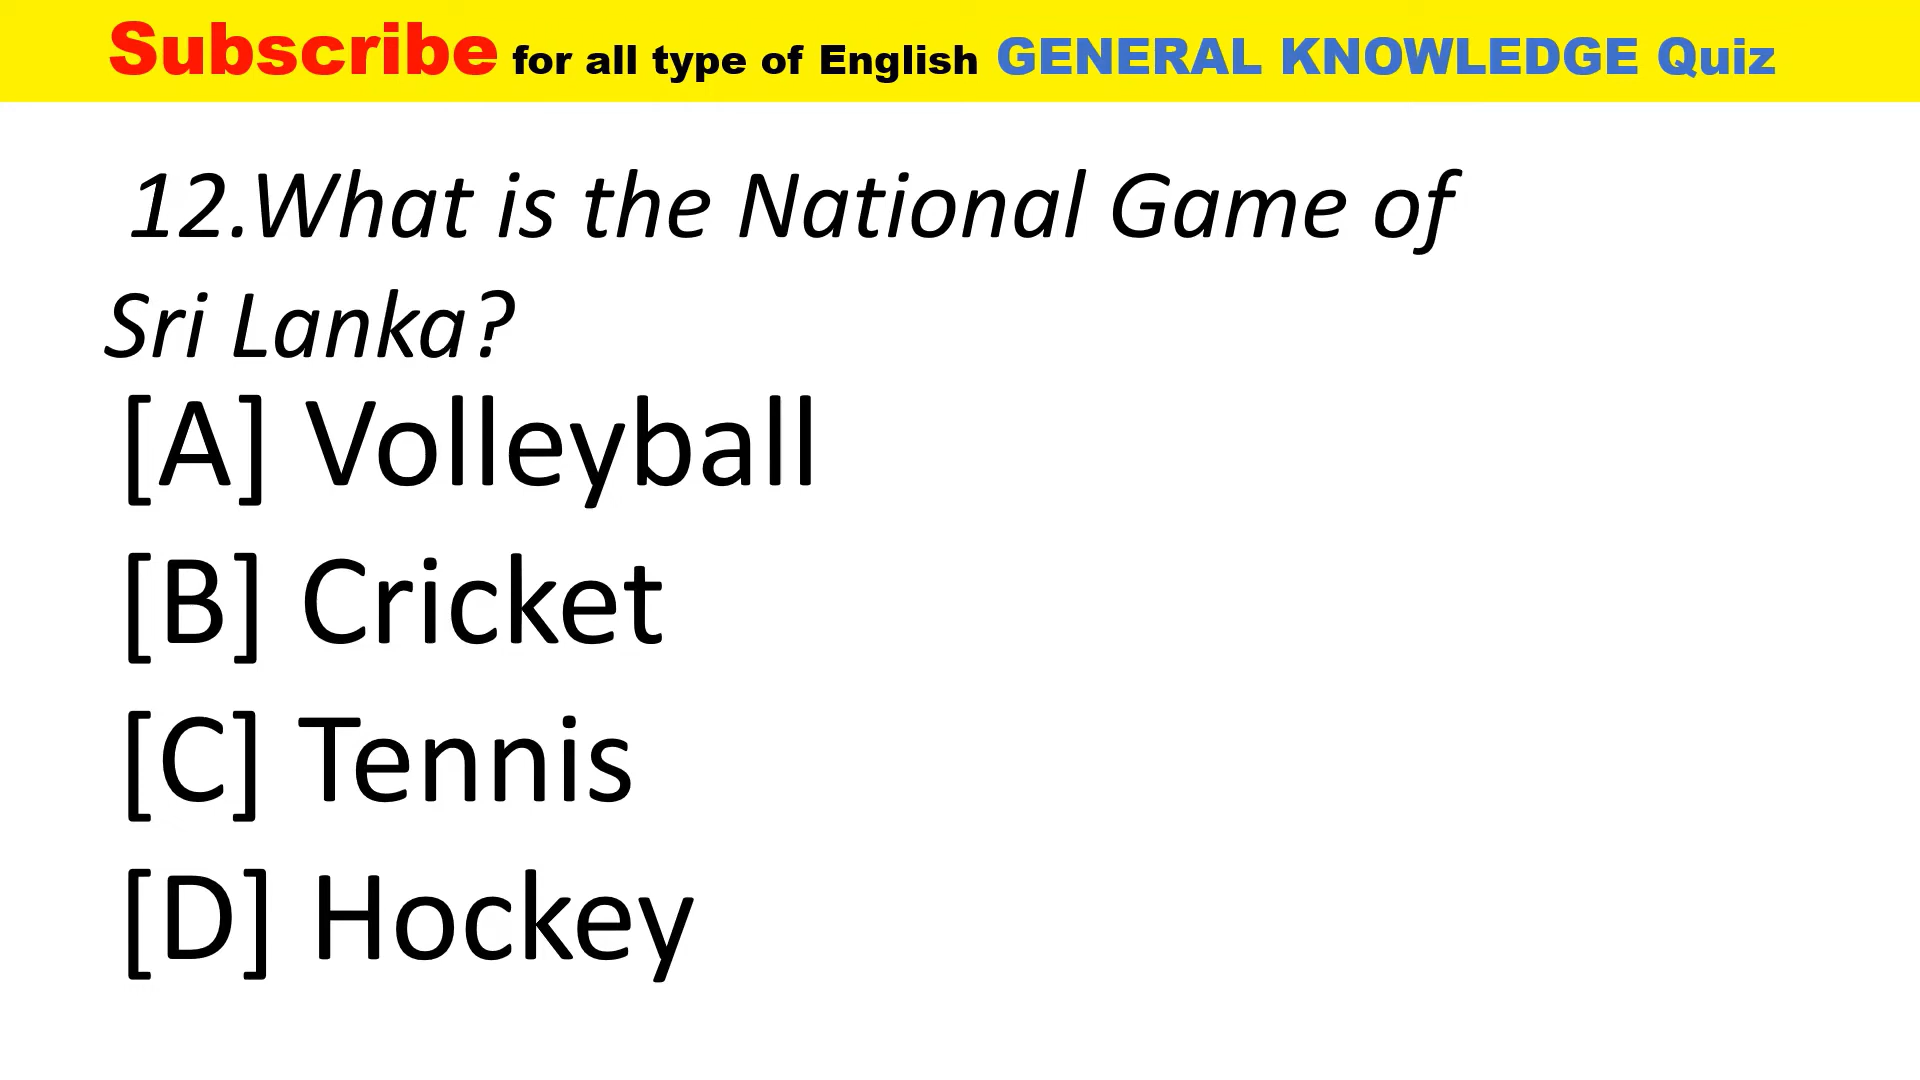 Subscribe for all type of English GENERAL KNOWLEDGE Quiz
12.What is the National Game of
Sri Lanka?
[A] Volleyball
[B] Cricket
[C] Tennis
[D] Hockey